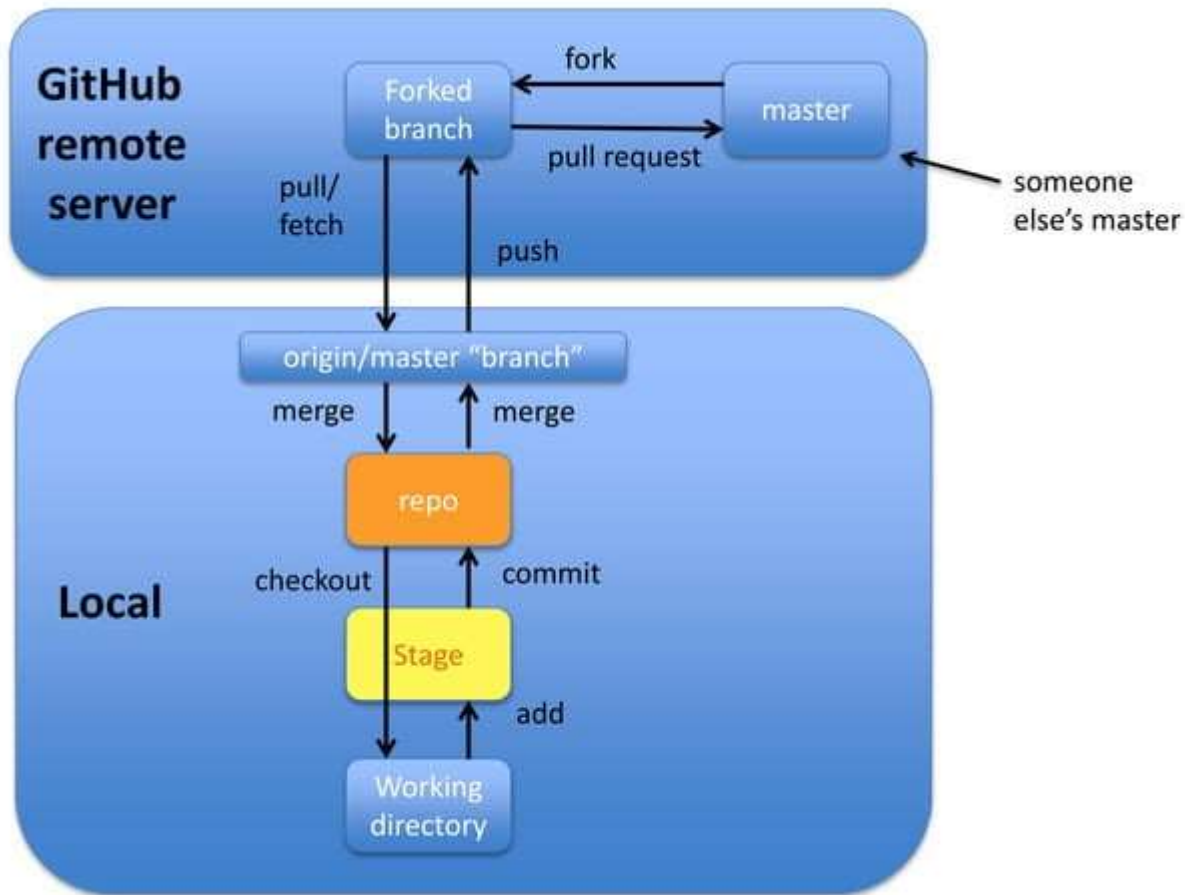 GitHub
remote
server
fork
Forked
branch
master
pull request
someone
else’s master
pull/
fetch
push
origin/master “branch”
merge
merge
repo
checkout
commit
Local
Stage
add
Working
directory